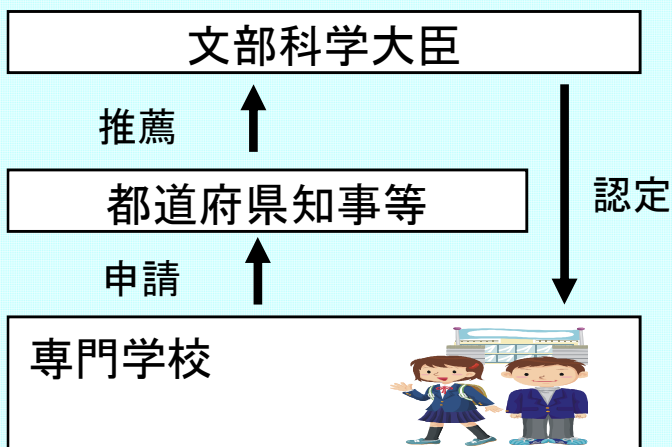 文部科学大臣
推薦
都道府県知事等
認定
申請
専門学校